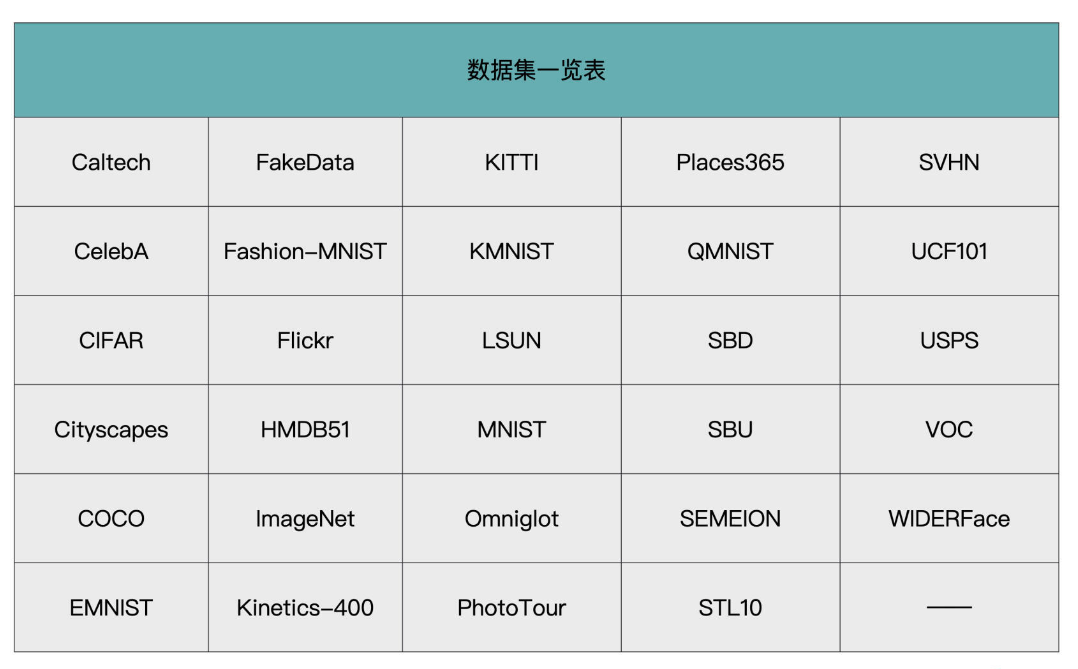 数据集一览表
Caltech FakeData KITTI Places365 SVHN
CelebA Fashion-MNIST KMNIST QMNIST UCF101
CIFAR Flickr LSUN SBD USPS
Cityscapes HMDB51 MNIST SBU VOC
COCO ImageNet Omniglot SEMEION WIDERFace
EMNIST Kinetics-400 PhotoTour STL10 ——